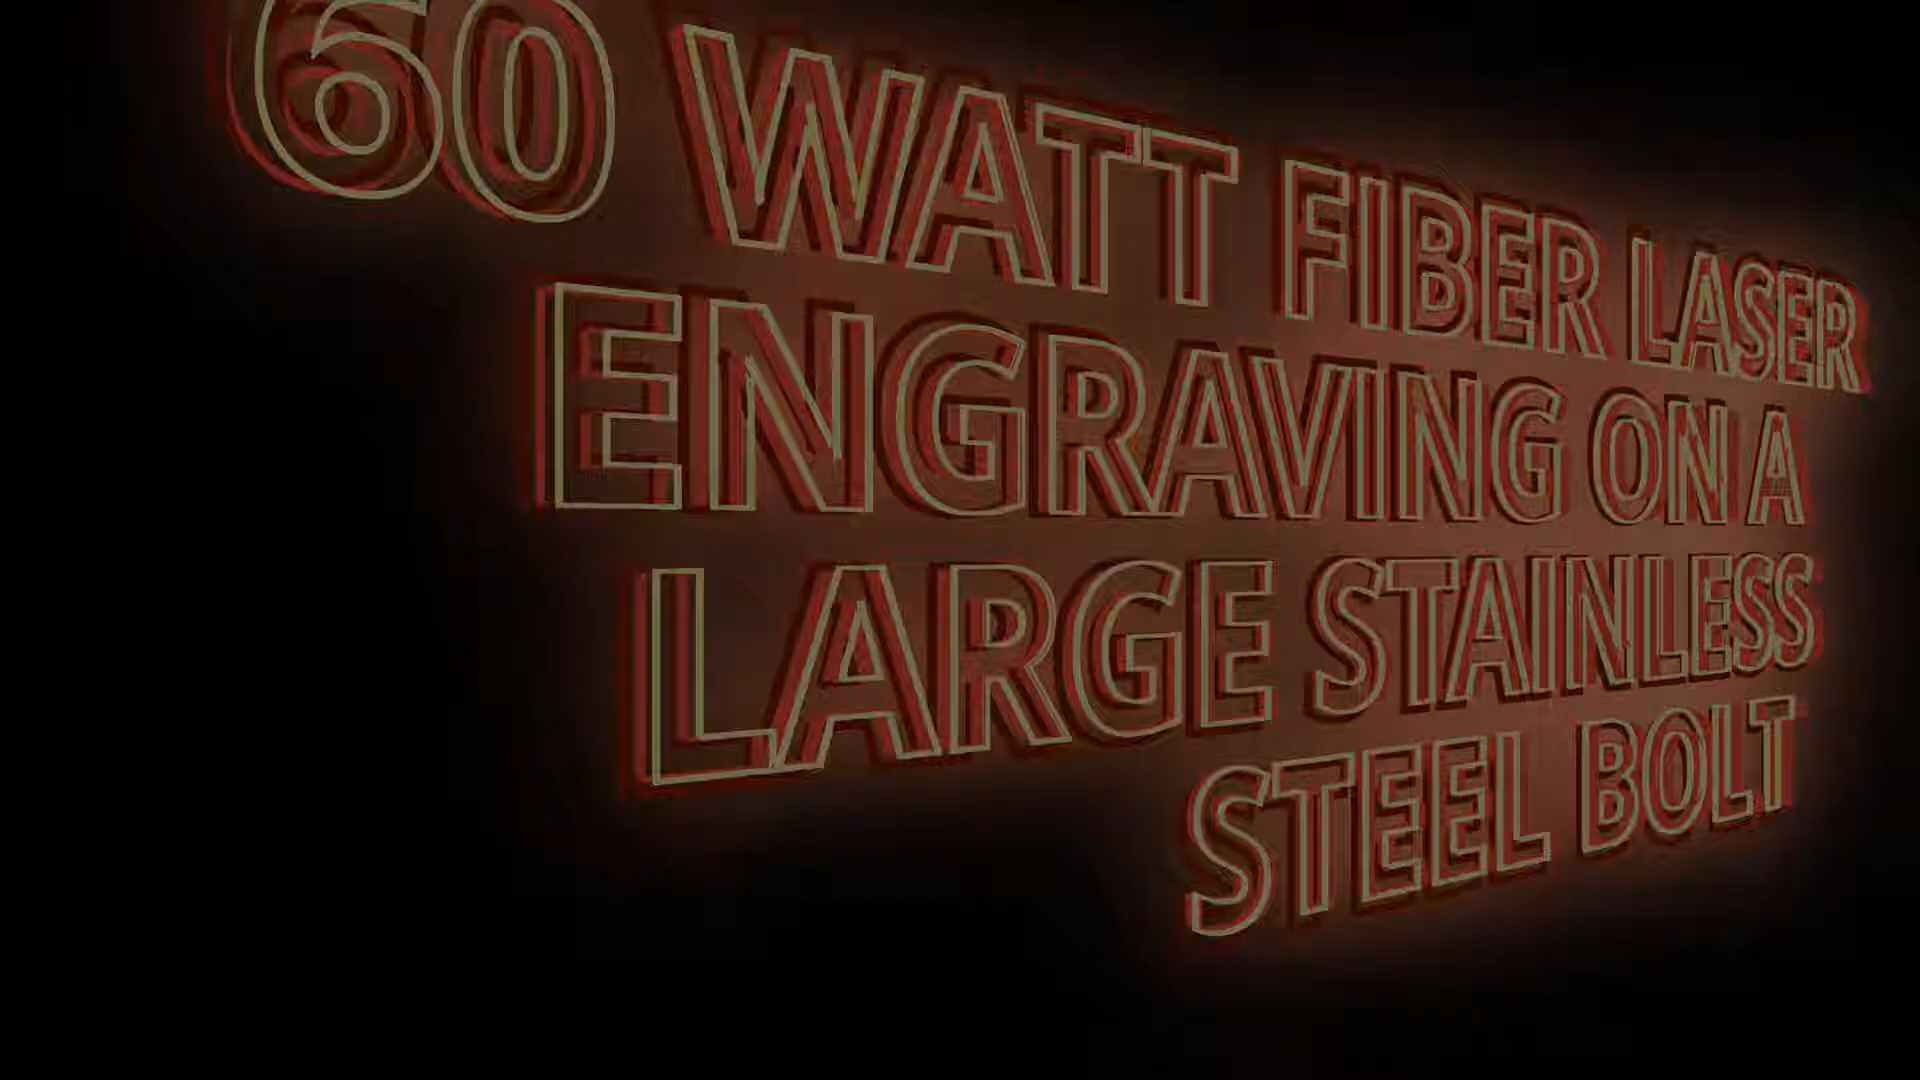 60 WATT FIBER LASER
ENGRAVING ON A
LARGE STAINLESS
STEEL BOLT